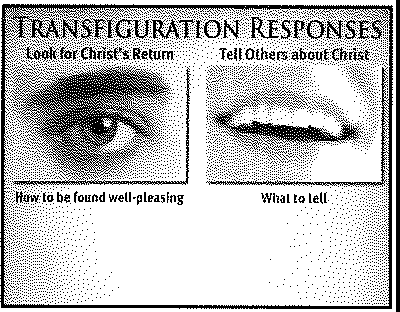 TRANSFIGURATION RESPONSES
Look for Christ's Return
Tell Others about Christ
How to be found well-pleasing
What to tell